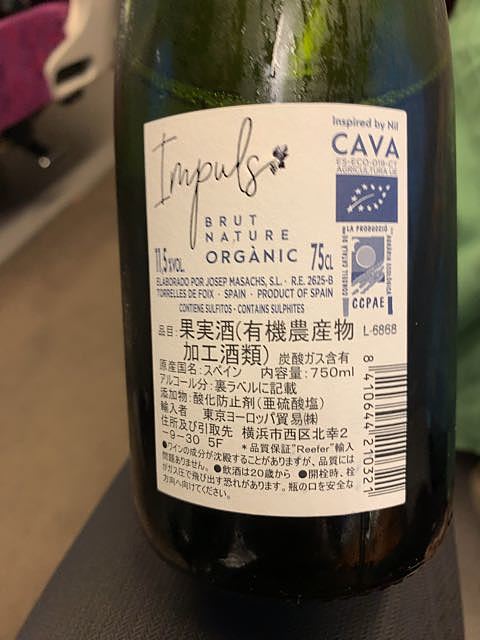 Impuls
Inspired by Nil
CAVA
ES-ECO-019-CT
AGRICULTURA UE
BRUT
NATURE
ORGÀNIC
11,5%VOL.
75CL
LA PRODUCCIÓ
AGRÀRIA ECOLÒGICA
CONSELL CATALÀ DE
CCPAE
ELABORADO POR JOSEP MASACHS, S.L. · R.E. 2625-B
TORRELLES DE FOIX · SPAIN · PRODUCT OF SPAIN
CONTIENE SULFITOS · CONTAINS SULPHITES
L-6868
品目:果実酒(有機農産物
加工酒類) 炭酸ガス含有
原産国名:スペイン 内容量:750ml
アルコール分:裏ラベルに記載
添加物:酸化防止剤(亜硫酸塩)
輸入者 東京ヨーロッパ貿易㈱
住所及び引取先 横浜市西区北幸2
-9-30 5F *品質保証"Reefer"輸入
●ワインの成分が沈殿することがありますが、品質には
問題ありません。●飲酒は20歳から ●開栓時、栓
がガス圧で飛び出す恐れがあります。瓶の口を安全な
方向へ向けてください。
8 410644 210321